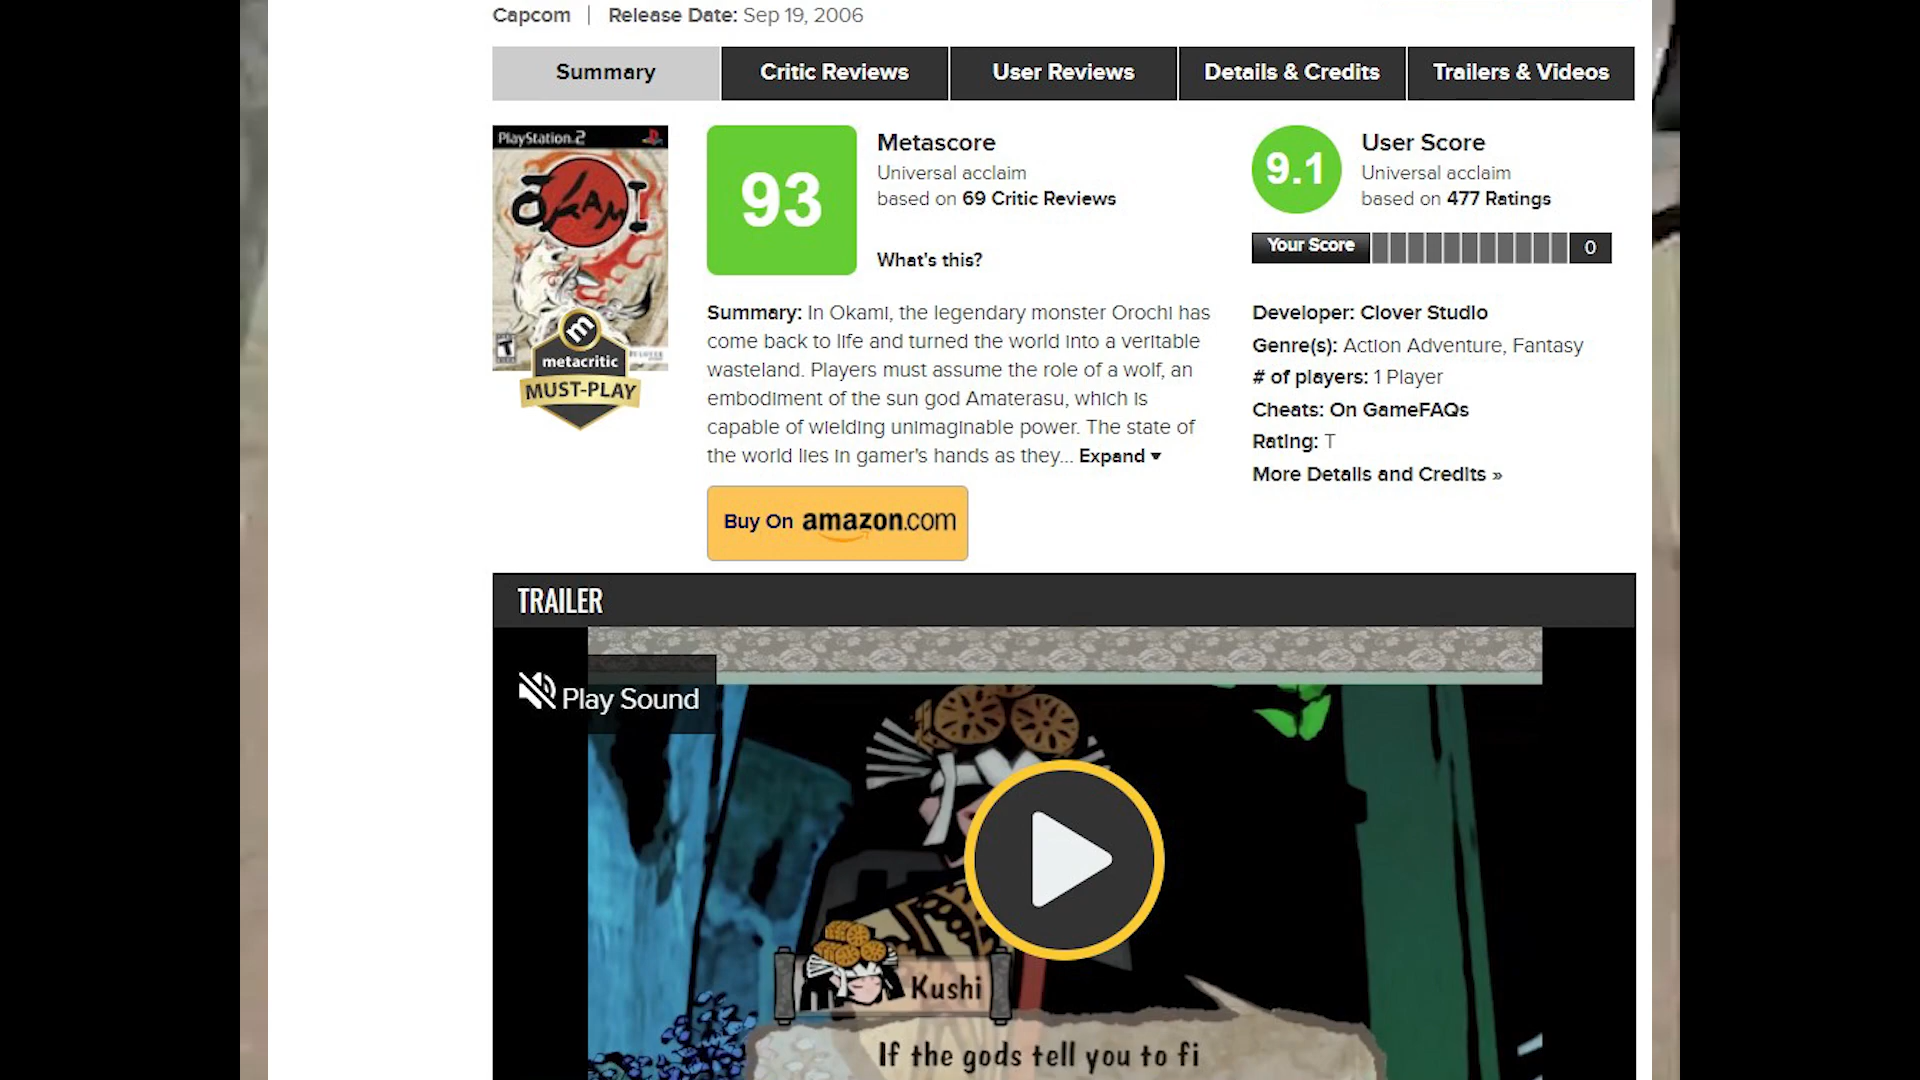 Capcom | Release Date: Sep 19, 2006
Summary
Critic Reviews
User Reviews
Details & Credits
Trailers & Videos
PlayStation 2
ŌKAMI
T
metacritic
MUST-PLAY
93
Metascore
Universal acclaim
based on 69 Critic Reviews
What's this?
9.1
User Score
Universal acclaim
based on 477 Ratings
Your Score
0
Summary: In Okami, the legendary monster Orochi has
come back to life and turned the world into a veritable
wasteland. Players must assume the role of a wolf, an
embodiment of the sun god Amaterasu, which is
capable of wielding unimaginable power. The state of
the world lies in gamer's hands as they... Expand
Developer: Clover Studio
Genre(s): Action Adventure, Fantasy
# of players: 1 Player
Cheats: On GameFAQs
Rating: T
More Details and Credits »
Buy On amazon.com
TRAILER
Play Sound
Kushi
If the gods tell you to fi